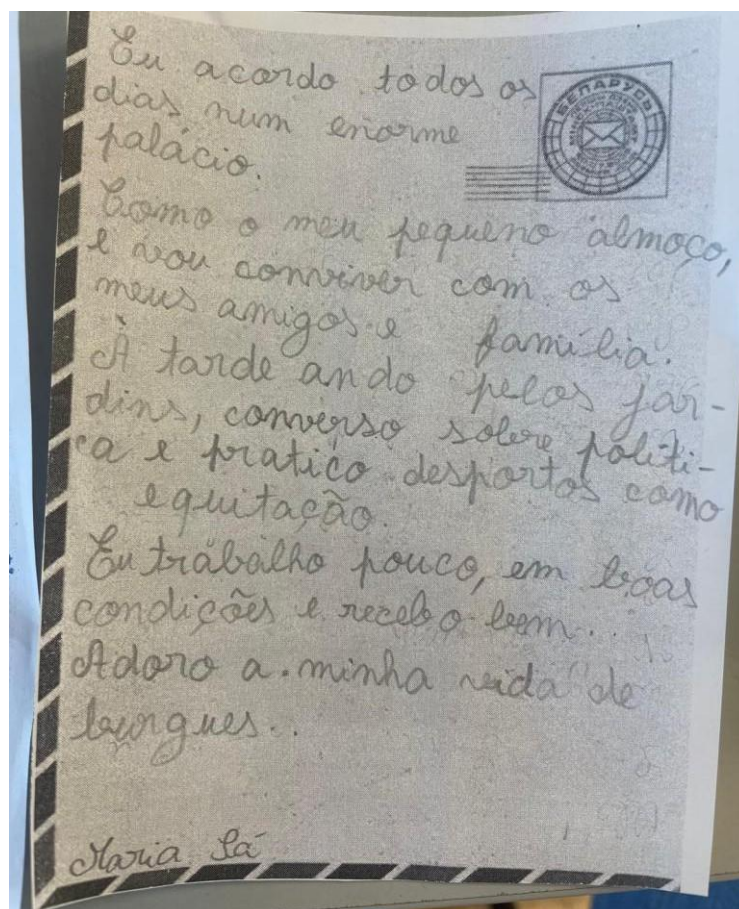 Eu acordo todos os
dias num enorme
palácio.
БЕЛАРУСЬ
Como o meu pequeno almoço,
e vou conviver com os
meus amigos e família.
À tarde ando pelos jar-
dins, converso sobre políti-
ca e pratico desportos como
equitação.
Eu trabalho pouco, em boas
condições e recebo bem.
Adoro a minha vida de
burgues.
Maria Sá